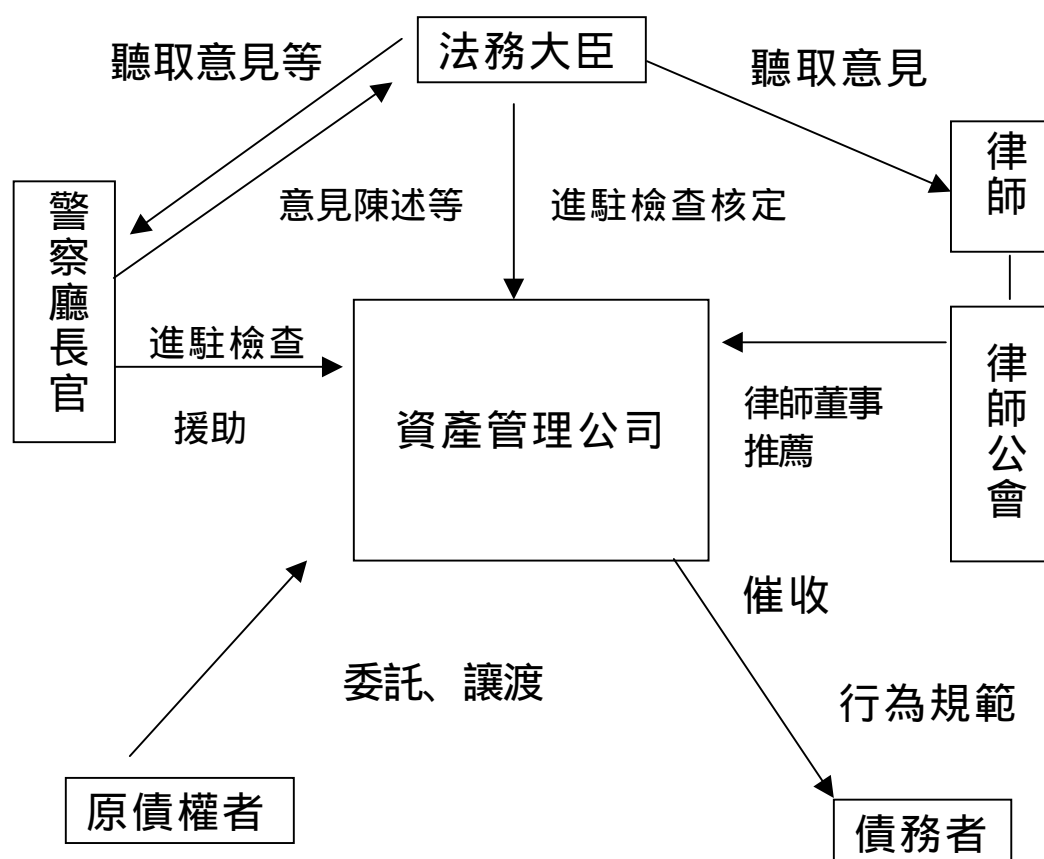 法務大臣
聽取意見等
聽取意見
律師
警察廳長官
意見陳述等
進駐檢查核定
進駐檢查
援助
資產管理公司
律師董事
推薦
律師公會
催收
委託、讓渡
行為規範
原債權者
債務者